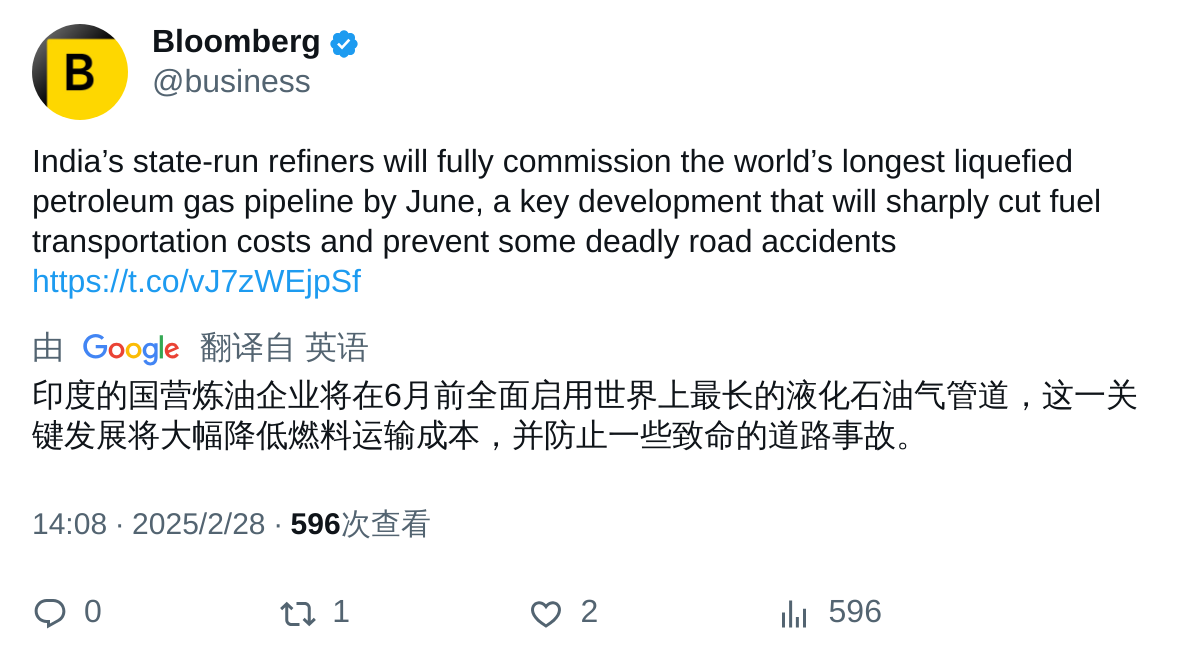 B
Bloomberg
@business
India’s state-run refiners will fully commission the world’s longest liquefied
petroleum gas pipeline by June, a key development that will sharply cut fuel
transportation costs and prevent some deadly road accidents
https://t.co/vJ7zWEjpSf
由 Google 翻译自 英语
印度的国营炼油企业将在6月前全面启用世界上最长的液化石油气管道，这一关
键发展将大幅降低燃料运输成本，并防止一些致命的道路事故。
14:08 · 2025/2/28 · 596次查看
0 1 2 596